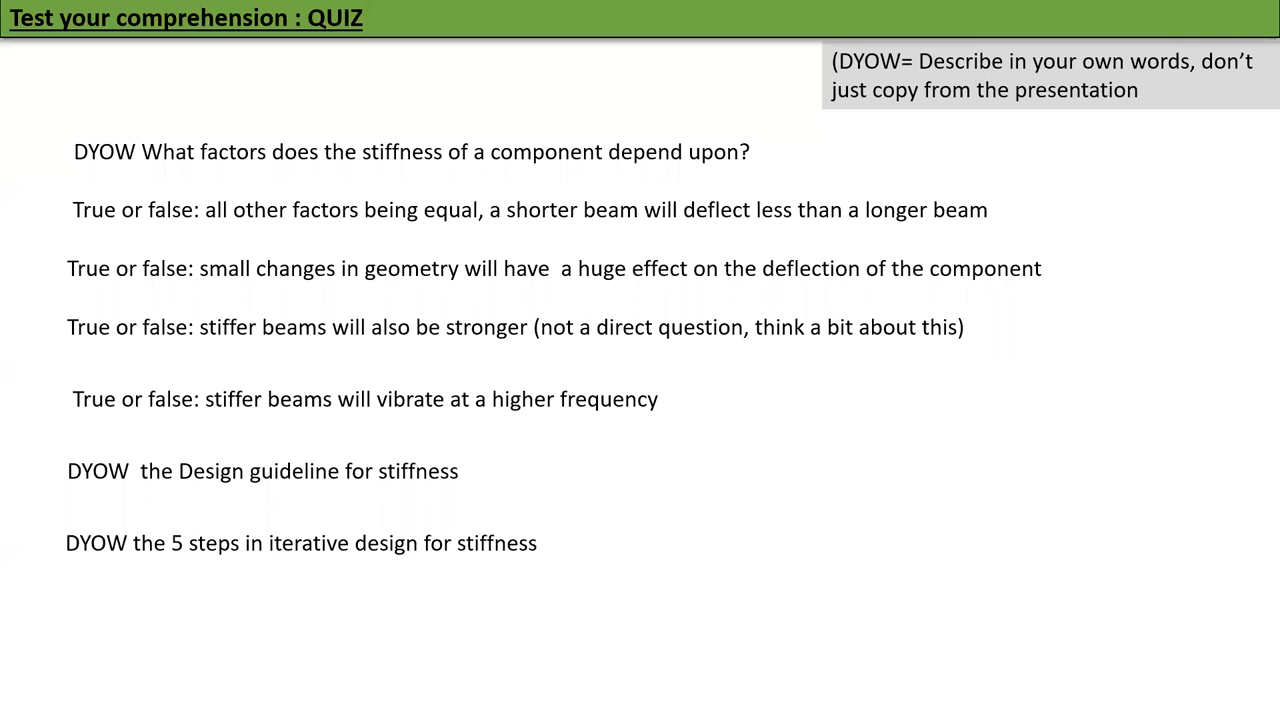 Test your comprehension : QUIZ
(DYOW= Describe in your own words, don’t
just copy from the presentation
DYOW What factors does the stiffness of a component depend upon?
True or false: all other factors being equal, a shorter beam will deflect less than a longer beam
True or false: small changes in geometry will have  a huge effect on the deflection of the component
True or false: stiffer beams will also be stronger (not a direct question, think a bit about this)
True or false: stiffer beams will vibrate at a higher frequency
DYOW  the Design guideline for stiffness
DYOW the 5 steps in iterative design for stiffness